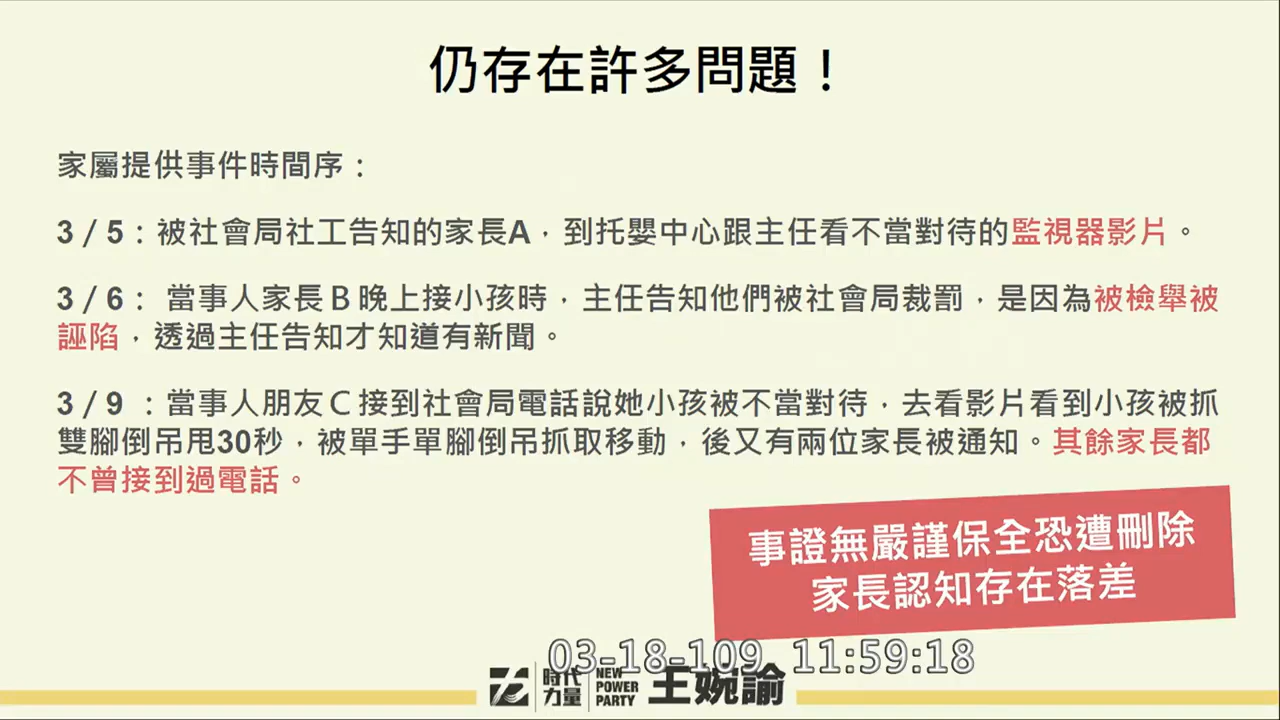 仍存在許多問題！
家屬提供事件時間序：
3／5：被社會局社工告知的家長A，到托嬰中心跟主任看不當對待的監視器影片。
3／6： 當事人家長Ｂ晚上接小孩時，主任告知他們被社會局裁罰，是因為被檢舉被
誣陷，透過主任告知才知道有新聞。
3／9 ：當事人朋友Ｃ接到社會局電話說她小孩被不當對待，去看影片看到小孩被抓
雙腳倒吊甩30秒，被單手單腳倒吊抓取移動，後又有兩位家長被通知。其餘家長都
不曾接到過電話。
事證無嚴謹保全恐遭刪除
家長認知存在落差
03-18-109 11:59:18
時代
力量
NEW
POWER
PARTY
王婉諭